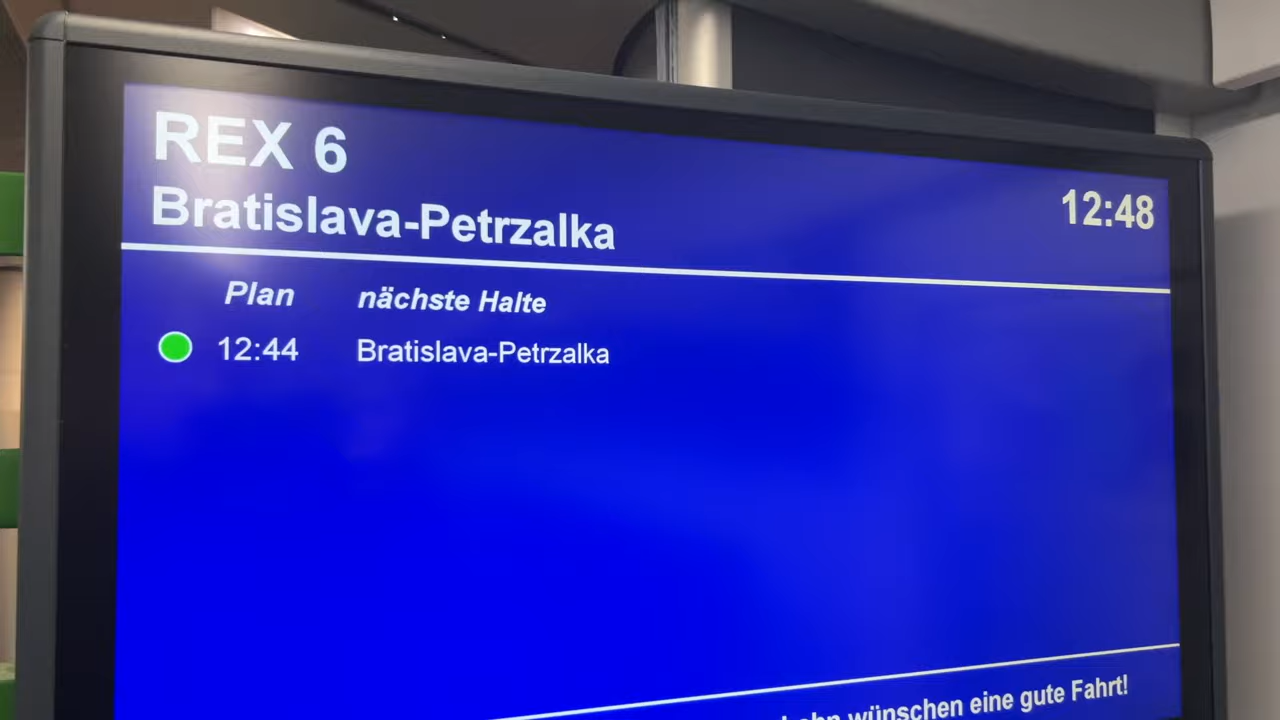 REX 6
Bratislava-Petrzalka
12:48
Plan nächste Halte
12:44 Bratislava-Petrzalka
wünschen eine gute Fahrt!